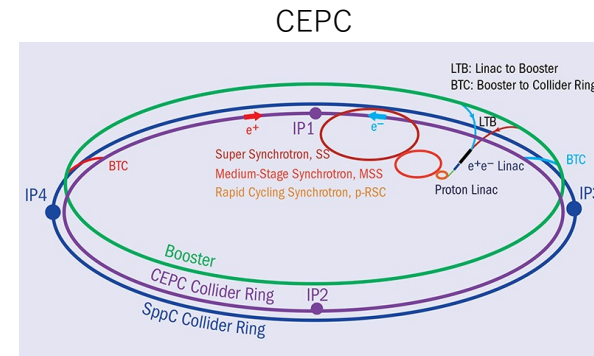 CEPC
LTB: Linac to Booster
BTC: Booster to Collider Ring
LTB
e+
IP1
e−
BTC
Super Synchrotron, SS
Medium-Stage Synchrotron, MSS
Rapid Cycling Synchrotron, p-RSC
e+e− Linac
BTC
Proton Linac
IP4
IP3
Booster
CEPC Collider Ring
IP2
SppC Collider Ring